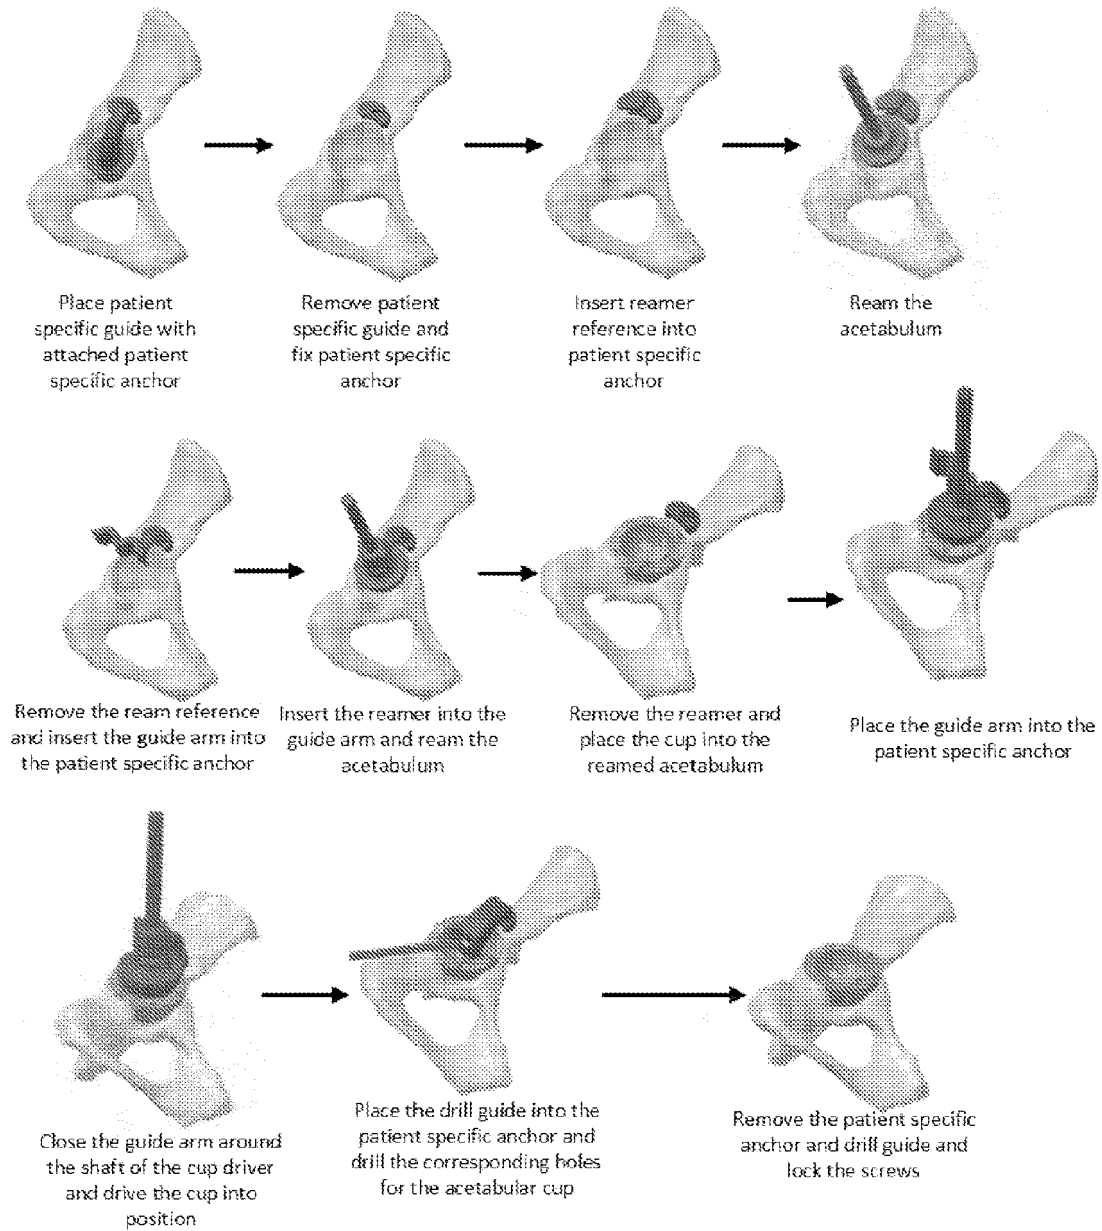 Place patient
specific guide with
attached patient
specific anchor
Remove patient
specific guide and
fix patient specific
anchor
Insert reamer
reference into
patient specific
anchor
Ream the
acetabulum
Remove the ream reference
and insert the guide arm into
the patient specific anchor
Insert the reamer into the
guide arm and ream the
acetabulum
Remove the reamer and
place the cup into the
reamed acetabulum
Place the guide arm into the
patient specific anchor
Close the guide arm around
the shaft of the cup driver
and drive the cup into
position
Place the drill guide into the
patient specific anchor and
drill the corresponding holes
for the acetabular cup
Remove the patient specific
anchor and drill guide and
lock the screws